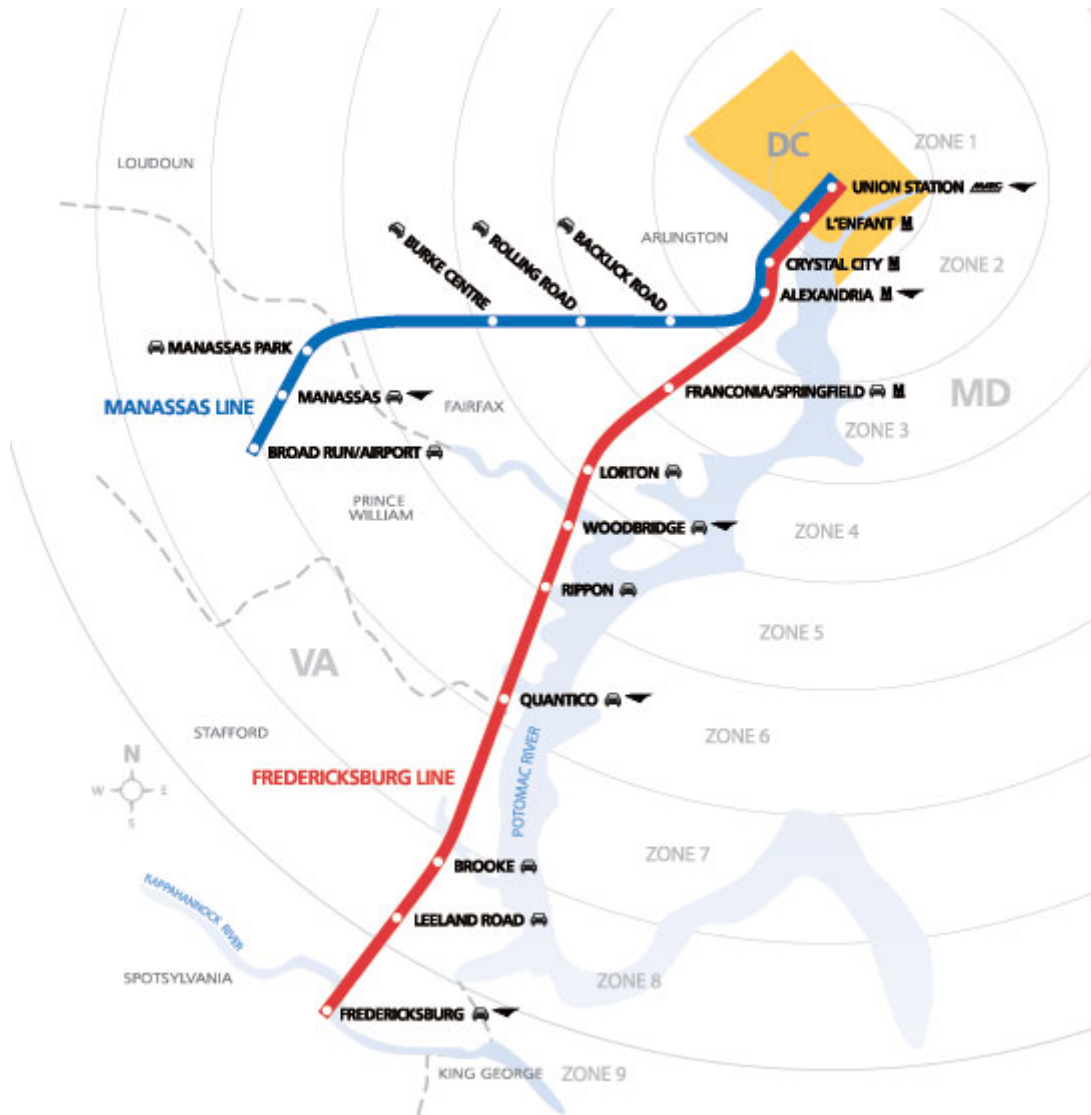 DC
ZONE 1
LOUDOUN
UNION STATION MARC
L'ENFANT M
ARLINGTON
BURKE CENTRE
ROLLING ROAD
BACKLICK ROAD
CRYSTAL CITY M
ZONE 2
ALEXANDRIA M
MANASSAS PARK
MANASSAS
MANASSAS LINE
FAIRFAX
FRANCONIA/SPRINGFIELD M
MD
ZONE 3
BROAD RUN/AIRPORT
LORTON
PRINCE
WILLIAM
WOODBRIDGE
ZONE 4
RIPPON
ZONE 5
VA
QUANTICO
STAFFORD
ZONE 6
N
W E
S
FREDERICKSBURG LINE
POTOMAC RIVER
ZONE 7
BROOKE
RAPPAHANNOCK RIVER
LEELAND ROAD
SPOTSYLVANIA
ZONE 8
FREDERICKSBURG
KING GEORGE
ZONE 9